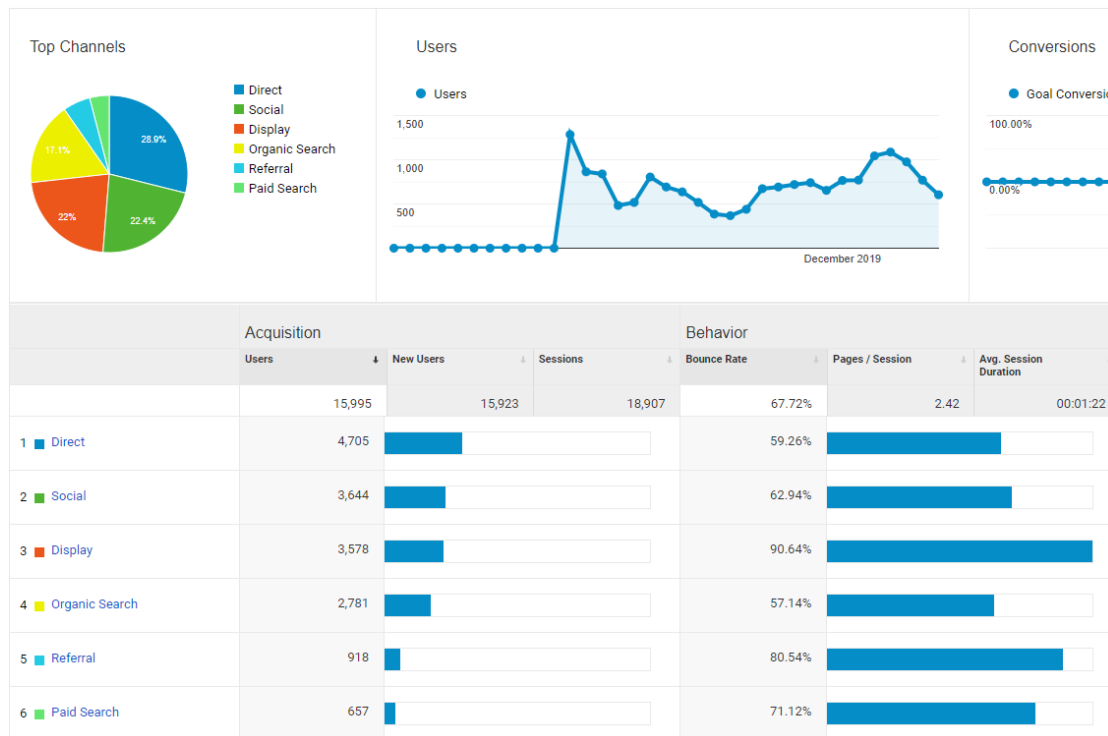 Top Channels
28.9%
22.4%
22%
17.1%
Direct
Social
Display
Organic Search
Referral
Paid Search
Users
Users
1,500
1,000
500
December 2019
Conversions
Goal Conversio
100.00%
0.00%
Acquisition Behavior
Users New Users Sessions Bounce Rate Pages / Session Avg. Session
Duration
15,995 15,923 18,907 67.72% 2.42 00:01:22
1 Direct 4,705 59.26%
2 Social 3,644 62.94%
3 Display 3,578 90.64%
4 Organic Search 2,781 57.14%
5 Referral 918 80.54%
6 Paid Search 657 71.12%